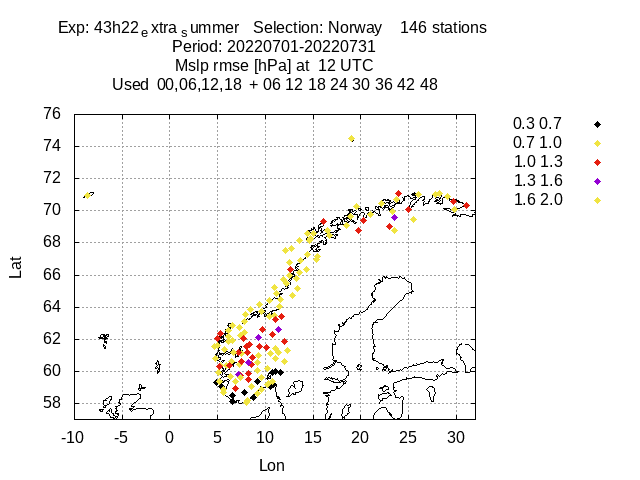 Exp: 43h22_extra_summer   Selection: Norway    146 stations
Period: 20220701-20220731
Mslp rmse [hPa] at  12 UTC
Used  00,06,12,18  + 06 12 18 24 30 36 42 48
0.3 0.7
0.7 1.0
1.0 1.3
1.3 1.6
1.6 2.0
76
74
72
70
68
66
64
62
60
58
Lat
-10 -5 0 5 10 15 20 25 30
Lon